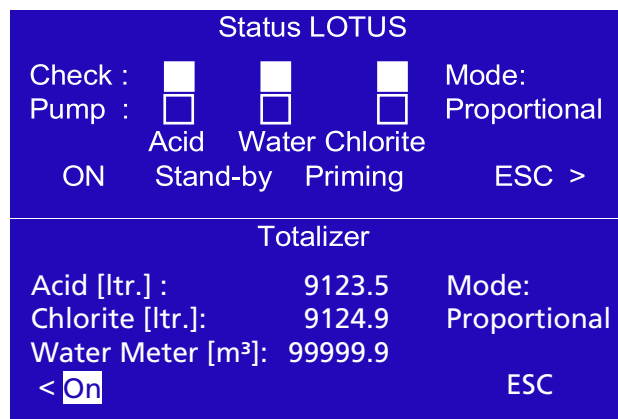 Status LOTUS
Check : Mode:
Pump : Proportional
Acid Water Chlorite
ON Stand-by Priming ESC >
Totalizer
Acid [ltr.] : 9123.5 Mode:
Chlorite [ltr.]: 9124.9 Proportional
Water Meter [m³]: 99999.9
< On ESC